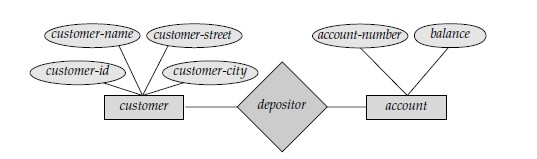 customer-name customer-street account-number balance
customer-id customer-city
customer depositor account